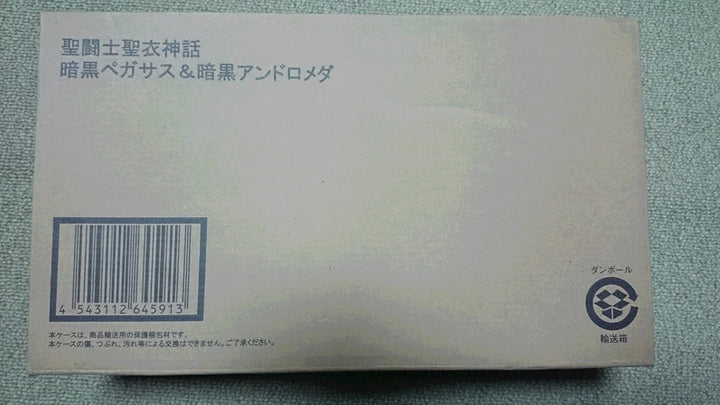 聖闘士聖衣神話
暗黒ペガサス&暗黒アンドロメダ
4 543112 645913
本ケースは、商品輸送用の保護梱包材です。
本ケースの傷、つぶれ、汚れ等による交換はできません。ご了承ください。
ダンボール
輸送箱